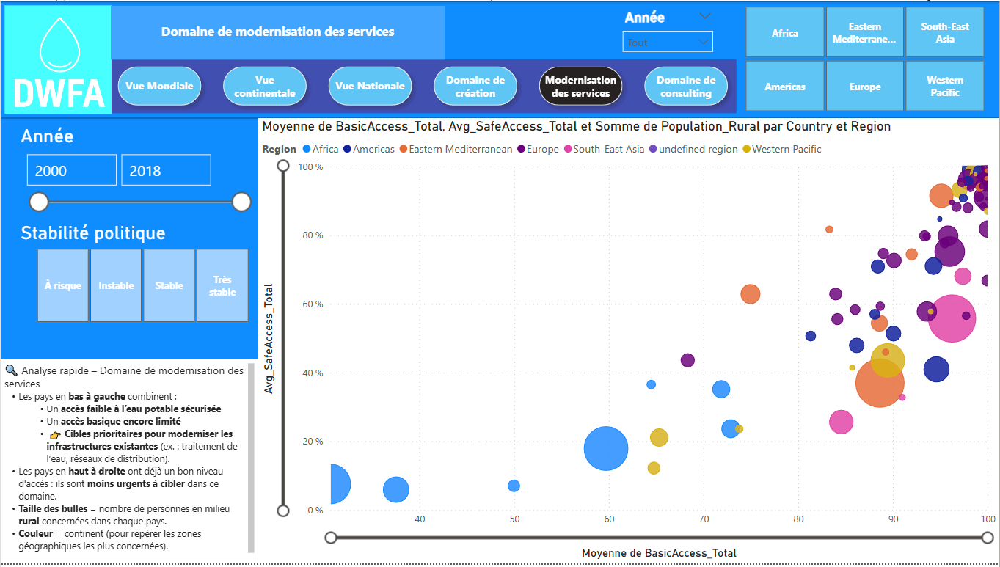 DWFA
Domaine de modernisation des services
Année
Tout
Vue Mondiale
Vue
continentale
Vue Nationale
Domaine de
création
Modernisation
des services
Domaine de
consulting
Africa
Eastern
Mediterrane...
South-East
Asia
Americas
Europe
Western
Pacific
Année
2000
2018
Stabilité politique
À risque
Instable
Stable
Très
stable
🔍 Analyse rapide – Domaine de modernisation des
services
• Les pays en bas à gauche combinent :
• Un accès faible à l’eau potable sécurisée
• Un accès basique encore limité
• 👉 Cibles prioritaires pour moderniser les
infrastructures existantes (ex. : traitement de
l’eau, réseaux de distribution).
• Les pays en haut à droite ont déjà un bon niveau
d'accès : ils sont moins urgents à cibler dans ce
domaine.
• Taille des bulles = nombre de personnes en milieu
rural concernées dans chaque pays.
• Couleur = continent (pour repérer les zones
géographiques les plus concernées).
Moyenne de BasicAccess_Total, Avg_SafeAccess_Total et Somme de Population_Rural par Country et Region
Region Africa Americas Eastern Mediterranean Europe South-East Asia undefined region Western Pacific
Avg_SafeAccess_Total
100 %
80 %
60 %
40 %
20 %
0 %
40 50 60 70 80 90 100
Moyenne de BasicAccess_Total